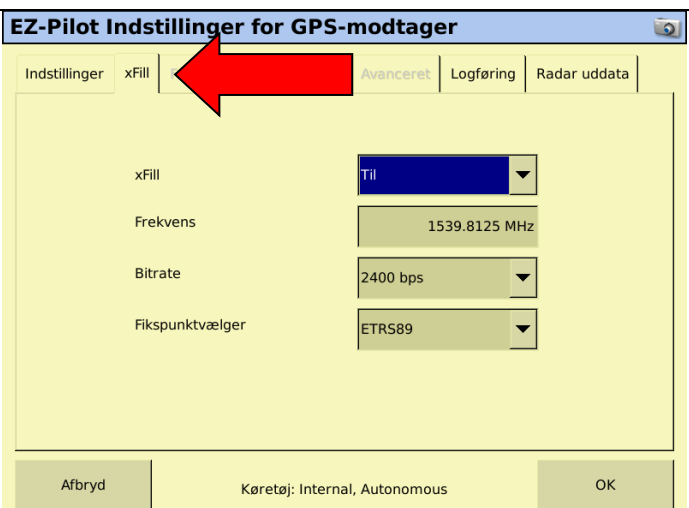 EZ-Pilot Indstillinger for GPS-modtager
Indstillinger xFill Avanceret Logføring Radar uddata
xFill Til
Frekvens 1539.8125 MHz
Bitrate 2400 bps
Fikspunktvælger ETRS89
Afbryd Køretøj: Internal, Autonomous OK